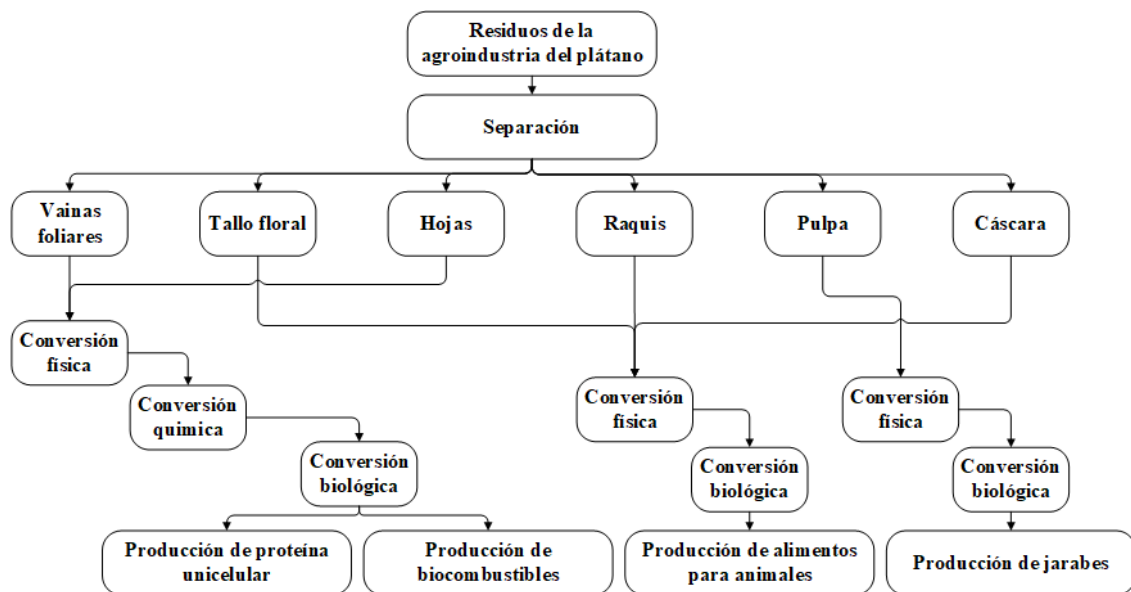 Residuos de la
agroindustria del plátano
Separación
Vainas
foliares
Tallo floral
Hojas
Raquis
Pulpa
Cáscara
Conversión
física
Conversión
quimica
Conversión
biológica
Conversión
física
Conversión
biológica
Conversión
física
Conversión
biológica
Producción de proteína
unicelular
Producción de
biocombustibles
Producción de alimentos
para animales
Producción de jarabes